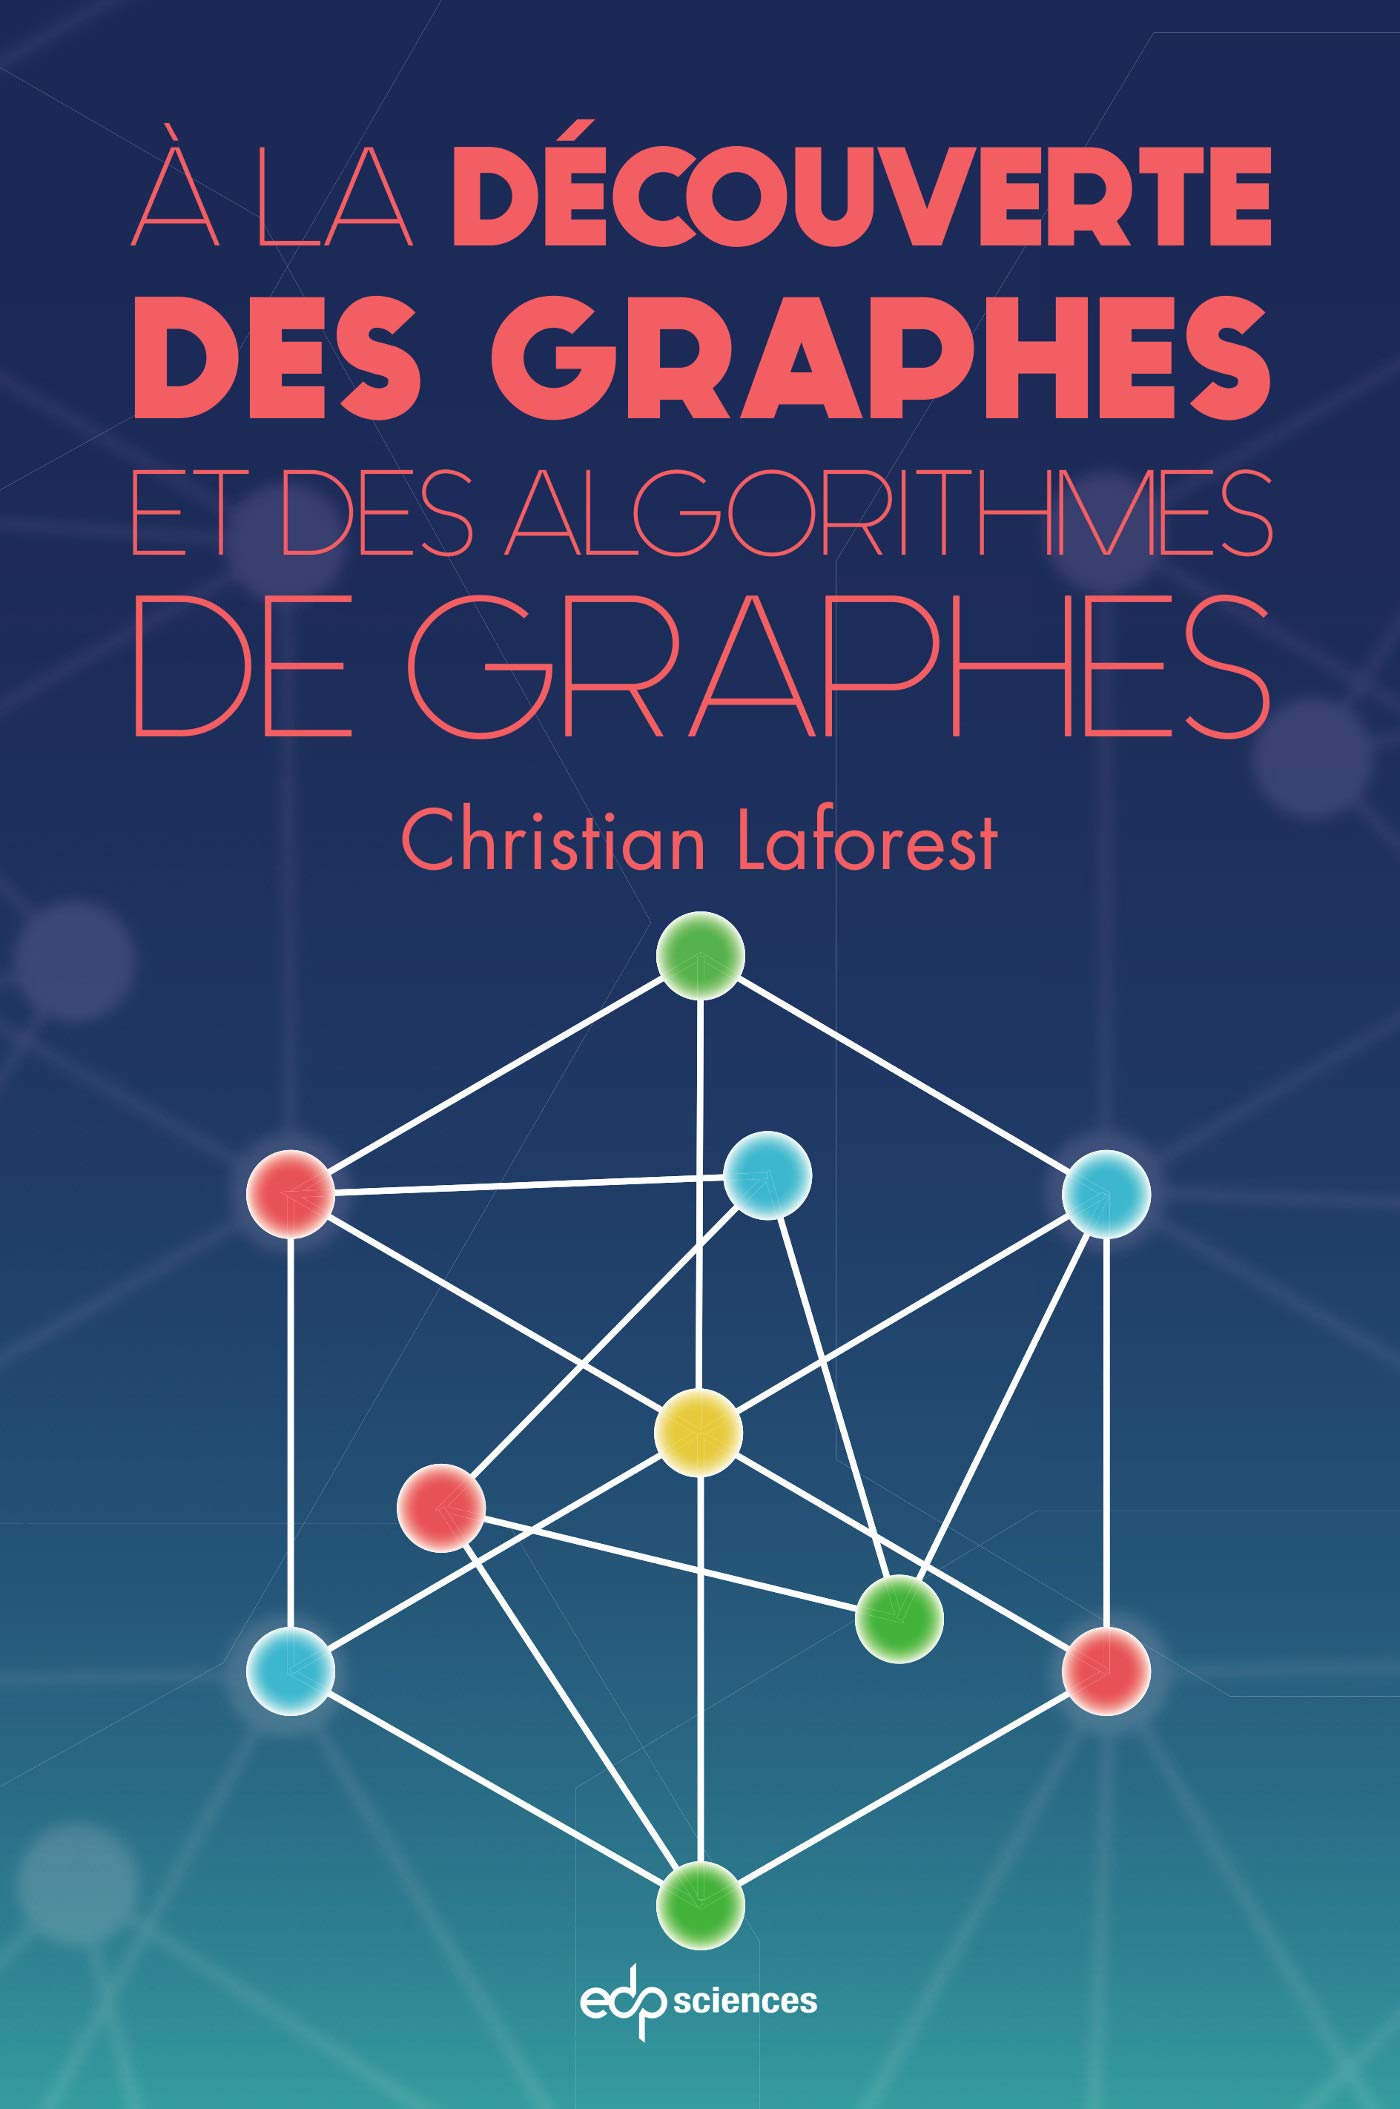 À LA DÉCOUVERTE
DES GRAPHES
ET DES ALGORITHMES
DE GRAPHES
Christian Laforest
edp sciences